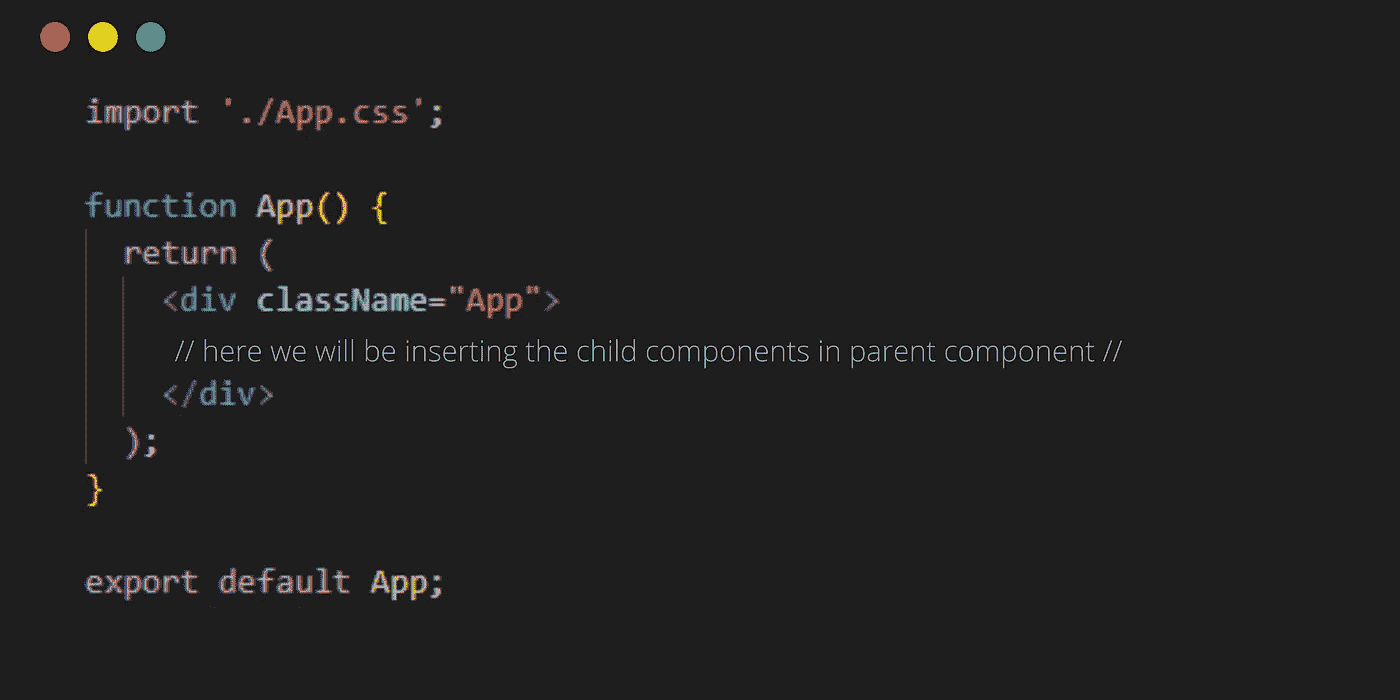 import './App.css';
function App() {
return (
<div className="App">
// here we will be inserting the child components in parent component //
</div>
);
}
export default App;